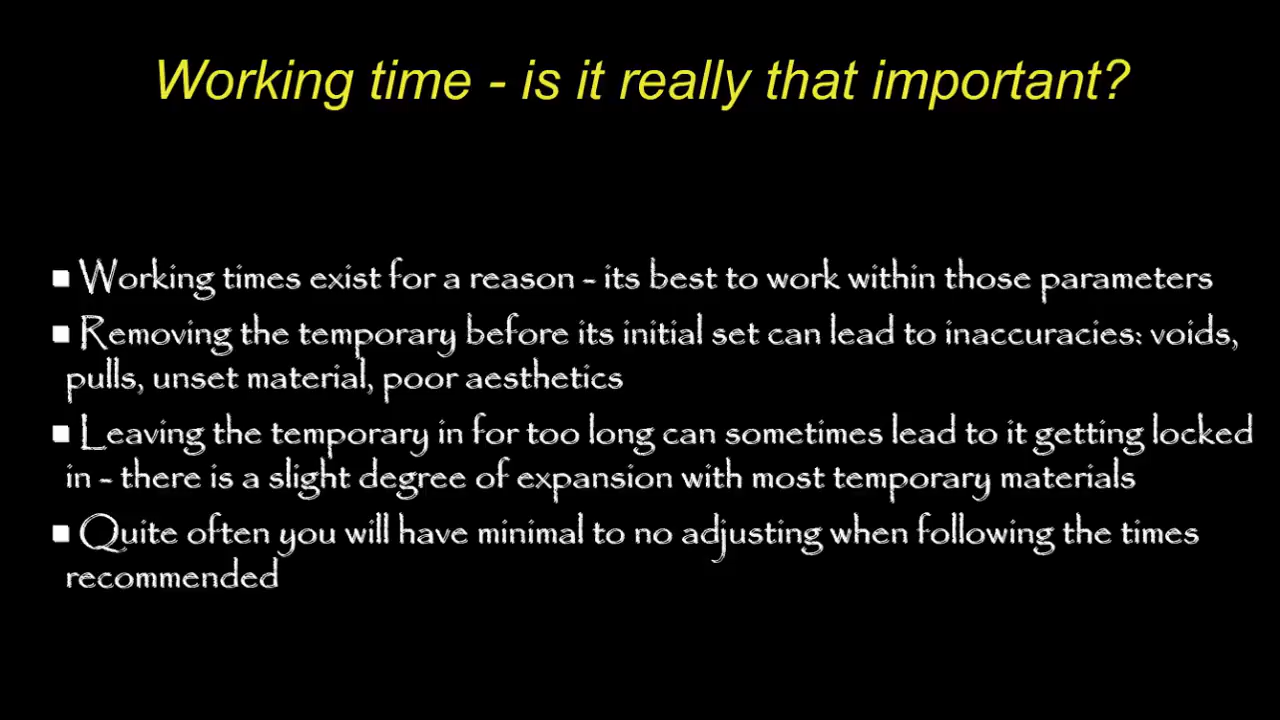 Working time - is it really that important?
▪ Working times exist for a reason - its best to work within those parameters
▪ Removing the temporary before its initial set can lead to inaccuracies: voids,
pulls, unset material, poor aesthetics
▪ Leaving the temporary in for too long can sometimes lead to it getting locked
in - there is a slight degree of expansion with most temporary materials
▪ Quite often you will have minimal to no adjusting when following the times
recommended